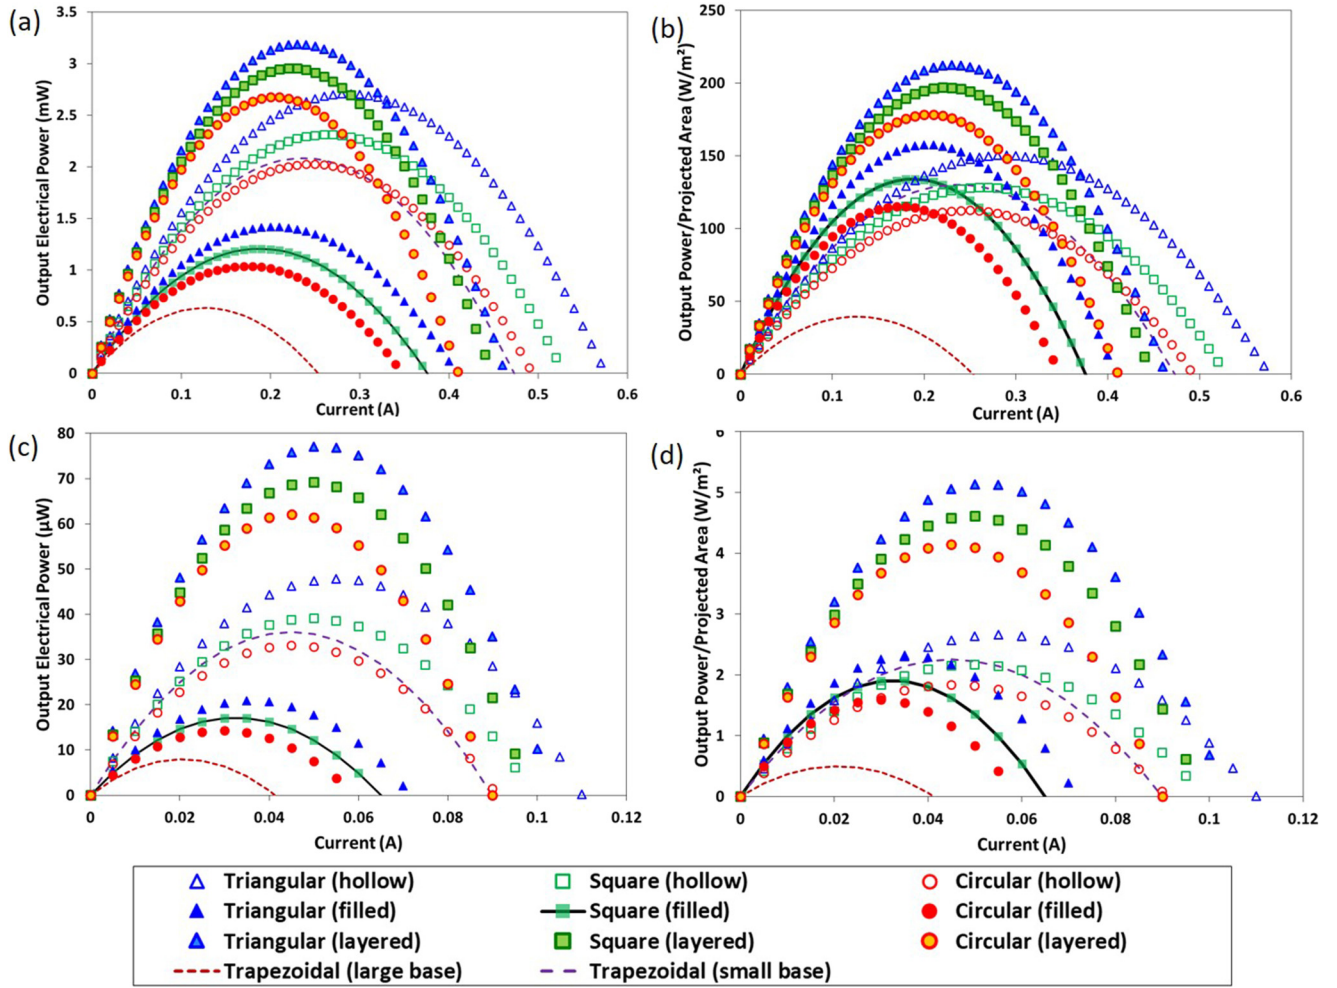 (a)
Output Electrical Power (mW)
3.5
3
2.5
2
1.5
1
0.5
0
0 0.1 0.2 0.3 0.4 0.5 0.6
Current (A)
(b)
Output Power/Projected Area (W/m²)
250
200
150
100
50
0
0 0.1 0.2 0.3 0.4 0.5 0.6
Current (A)
(c)
Output Electrical Power (µW)
80
70
60
50
40
30
20
10
0
0 0.02 0.04 0.06 0.08 0.1 0.12
Current (A)
(d)
Output Power/Projected Area (W/m²)
6
5
4
3
2
1
0
0 0.02 0.04 0.06 0.08 0.1 0.12
Current (A)
Triangular (hollow) Square (hollow) Circular (hollow)
Triangular (filled) Square (filled) Circular (filled)
Triangular (layered) Square (layered) Circular (layered)
Trapezoidal (large base) Trapezoidal (small base)